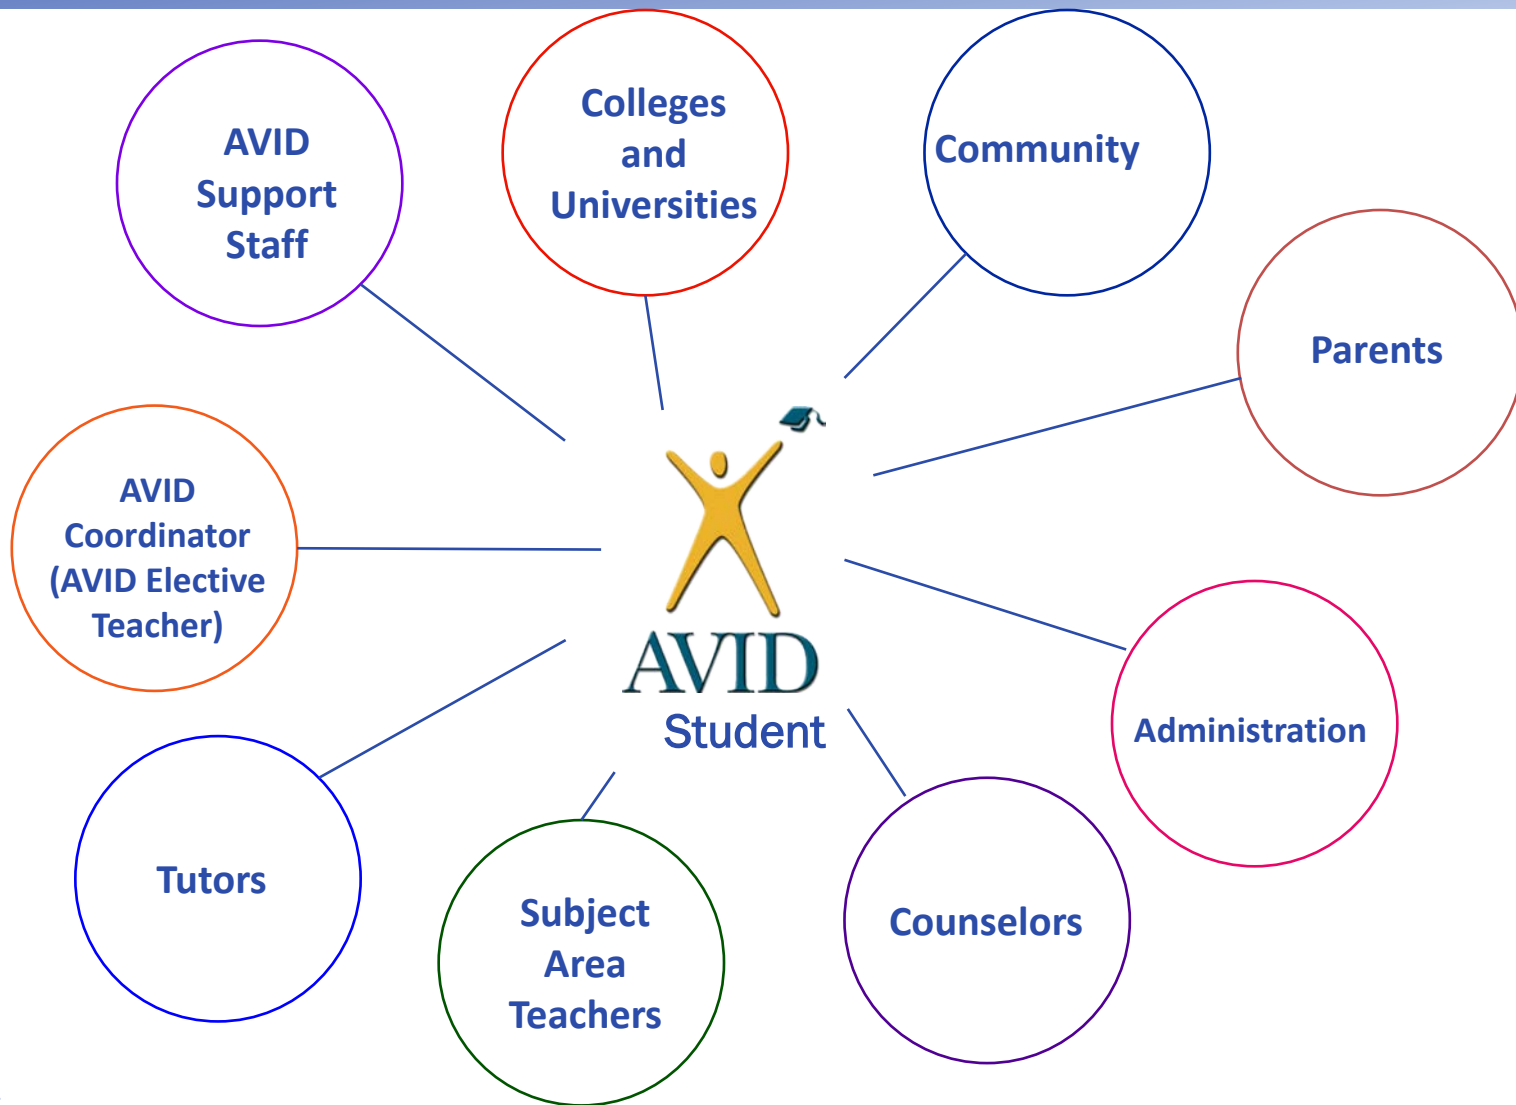 AVID
Support
Staff
Colleges
and
Universities
Community
Parents
AVID
Coordinator
(AVID Elective
Teacher)
AVID
Student
Administration
Tutors
Subject
Area
Teachers
Counselors